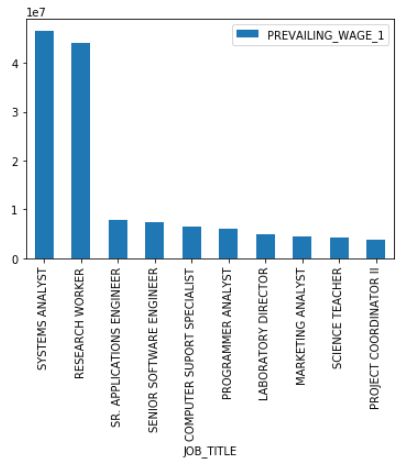 1e7
PREVAILING_WAGE_1
4
3
2
1
0
SYSTEMS ANALYST
RESEARCH WORKER
SR. APPLICATIONS ENGINEER
SENIOR SOFTWARE ENGINEER
COMPUTER SUPORT SPECIALIST
PROGRAMMER ANALYST
LABORATORY DIRECTOR
MARKETING ANALYST
SCIENCE TEACHER
PROJECT COORDINATOR II
JOB_TITLE